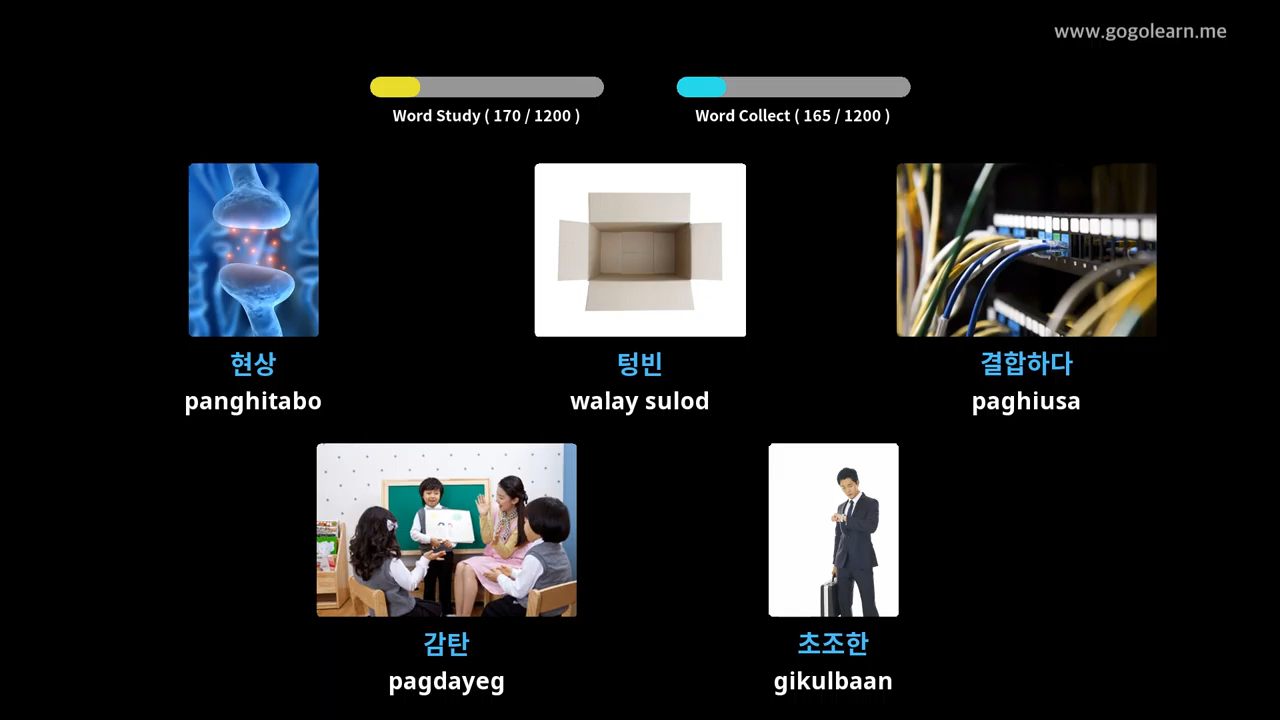 www.gogolearn.me
Word Study ( 170 / 1200 )
Word Collect ( 165 / 1200 )
현상
panghitabo
텅빈
walay sulod
결합하다
paghiusa
감탄
pagdayeg
초조한
gikulbaan